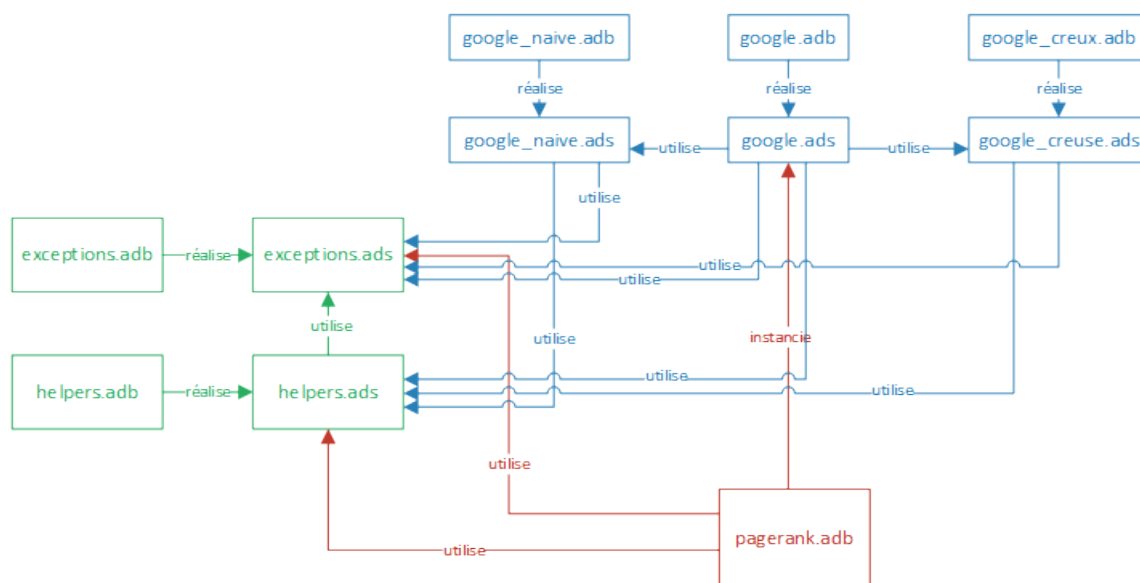 google_naive.adb
google.adb
google_creux.adb
réalise
réalise
réalise
google_naive.ads
utilise
google.ads
utilise
google_creuse.ads
utilise
exceptions.adb
réalise
exceptions.ads
utilise
utilise
utilise
utilise
instancie
helpers.adb
réalise
helpers.ads
utilise
utilise
utilise
pagerank.adb
utilise